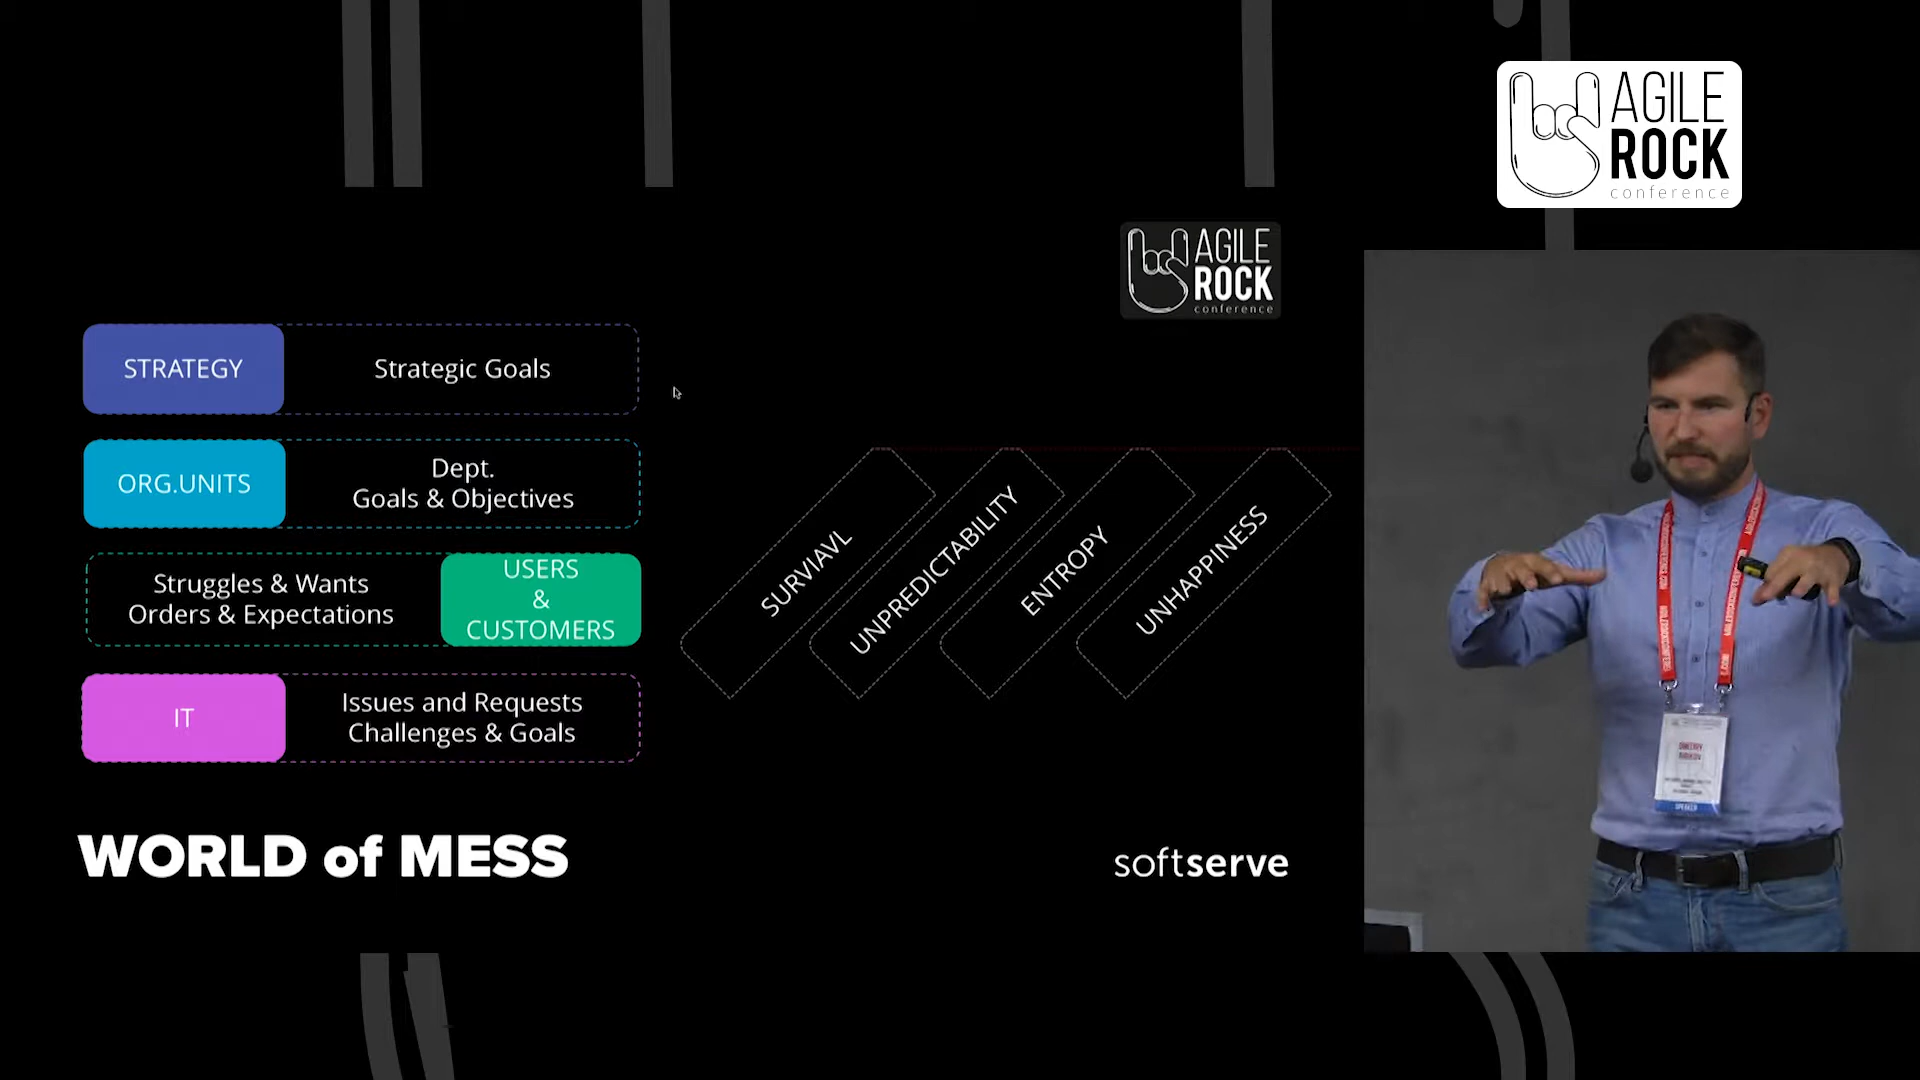 AGILE
ROCK
conference
AGILE
ROCK
conference
STRATEGY
Strategic Goals
ORG.UNITS
Dept.
Goals & Objectives
Struggles & Wants
Orders & Expectations
USERS
&
CUSTOMERS
IT
Issues and Requests
Challenges & Goals
SURVIAVL
UNPREDICTABILITY
ENTROPY
UNHAPPINESS
WORLD of MESS
softserve
SPEAKER